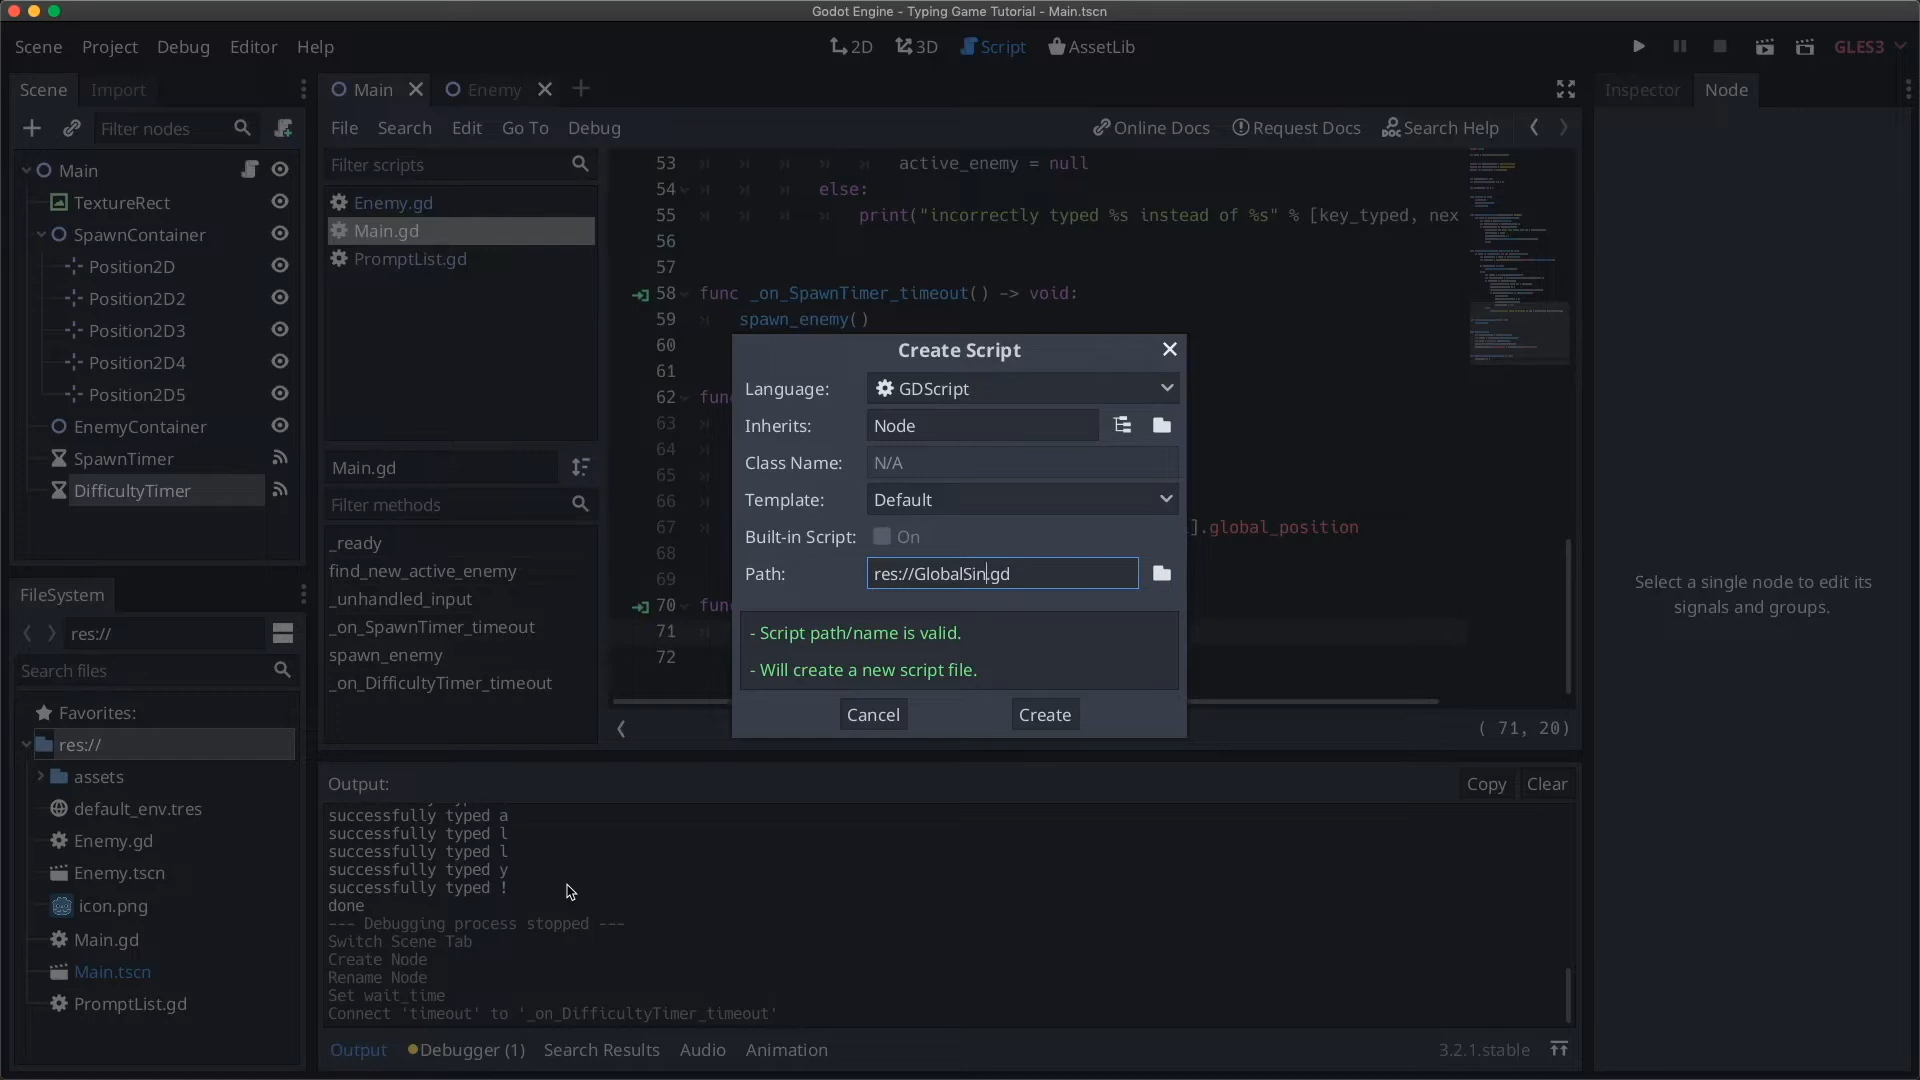 Godot Engine - Typing Game Tutorial - Main.tscn
Scene Project Debug Editor Help
2D 3D Script AssetLib
GLES3
Scene Import
Filter nodes
Main
TextureRect
SpawnContainer
Position2D
Position2D2
Position2D3
Position2D4
Position2D5
EnemyContainer
SpawnTimer
DifficultyTimer
FileSystem
res://
Search files
Favorites:
res://
assets
default_env.tres
Enemy.gd
Enemy.tscn
icon.png
Main.gd
Main.tscn
PromptList.gd
Main Enemy
File Search Edit Go To Debug
Online Docs Request Docs Search Help
Filter scripts
Enemy.gd
Main.gd
PromptList.gd
Main.gd
Filter methods
_ready
find_new_active_enemy
_unhandled_input
_on_SpawnTimer_timeout
spawn_enemy
_on_DifficultyTimer_timeout
53 active_enemy = null
54 else:
55 print("incorrectly typed %s instead of %s" % [key_typed, nex
56
57
58 func _on_SpawnTimer_timeout() -> void:
59 spawn_enemy()
60
61
62 fun
63
64
65
66
67 ].global_position
68
69
70 fun
71
72
( 71, 20)
Create Script
Language: GDScript
Inherits: Node
Class Name: N/A
Template: Default
Built-in Script: On
Path: res://GlobalSin.gd
- Script path/name is valid.
- Will create a new script file.
Cancel Create
Output:
Copy Clear
successfully typed a
successfully typed l
successfully typed l
successfully typed y
successfully typed !
done
--- Debugging process stopped ---
Switch Scene Tab
Create Node
Rename Node
Set wait_time
Connect 'timeout' to '_on_DifficultyTimer_timeout'
Output Debugger (1) Search Results Audio Animation
3.2.1.stable
Inspector Node
Select a single node to edit its
signals and groups.